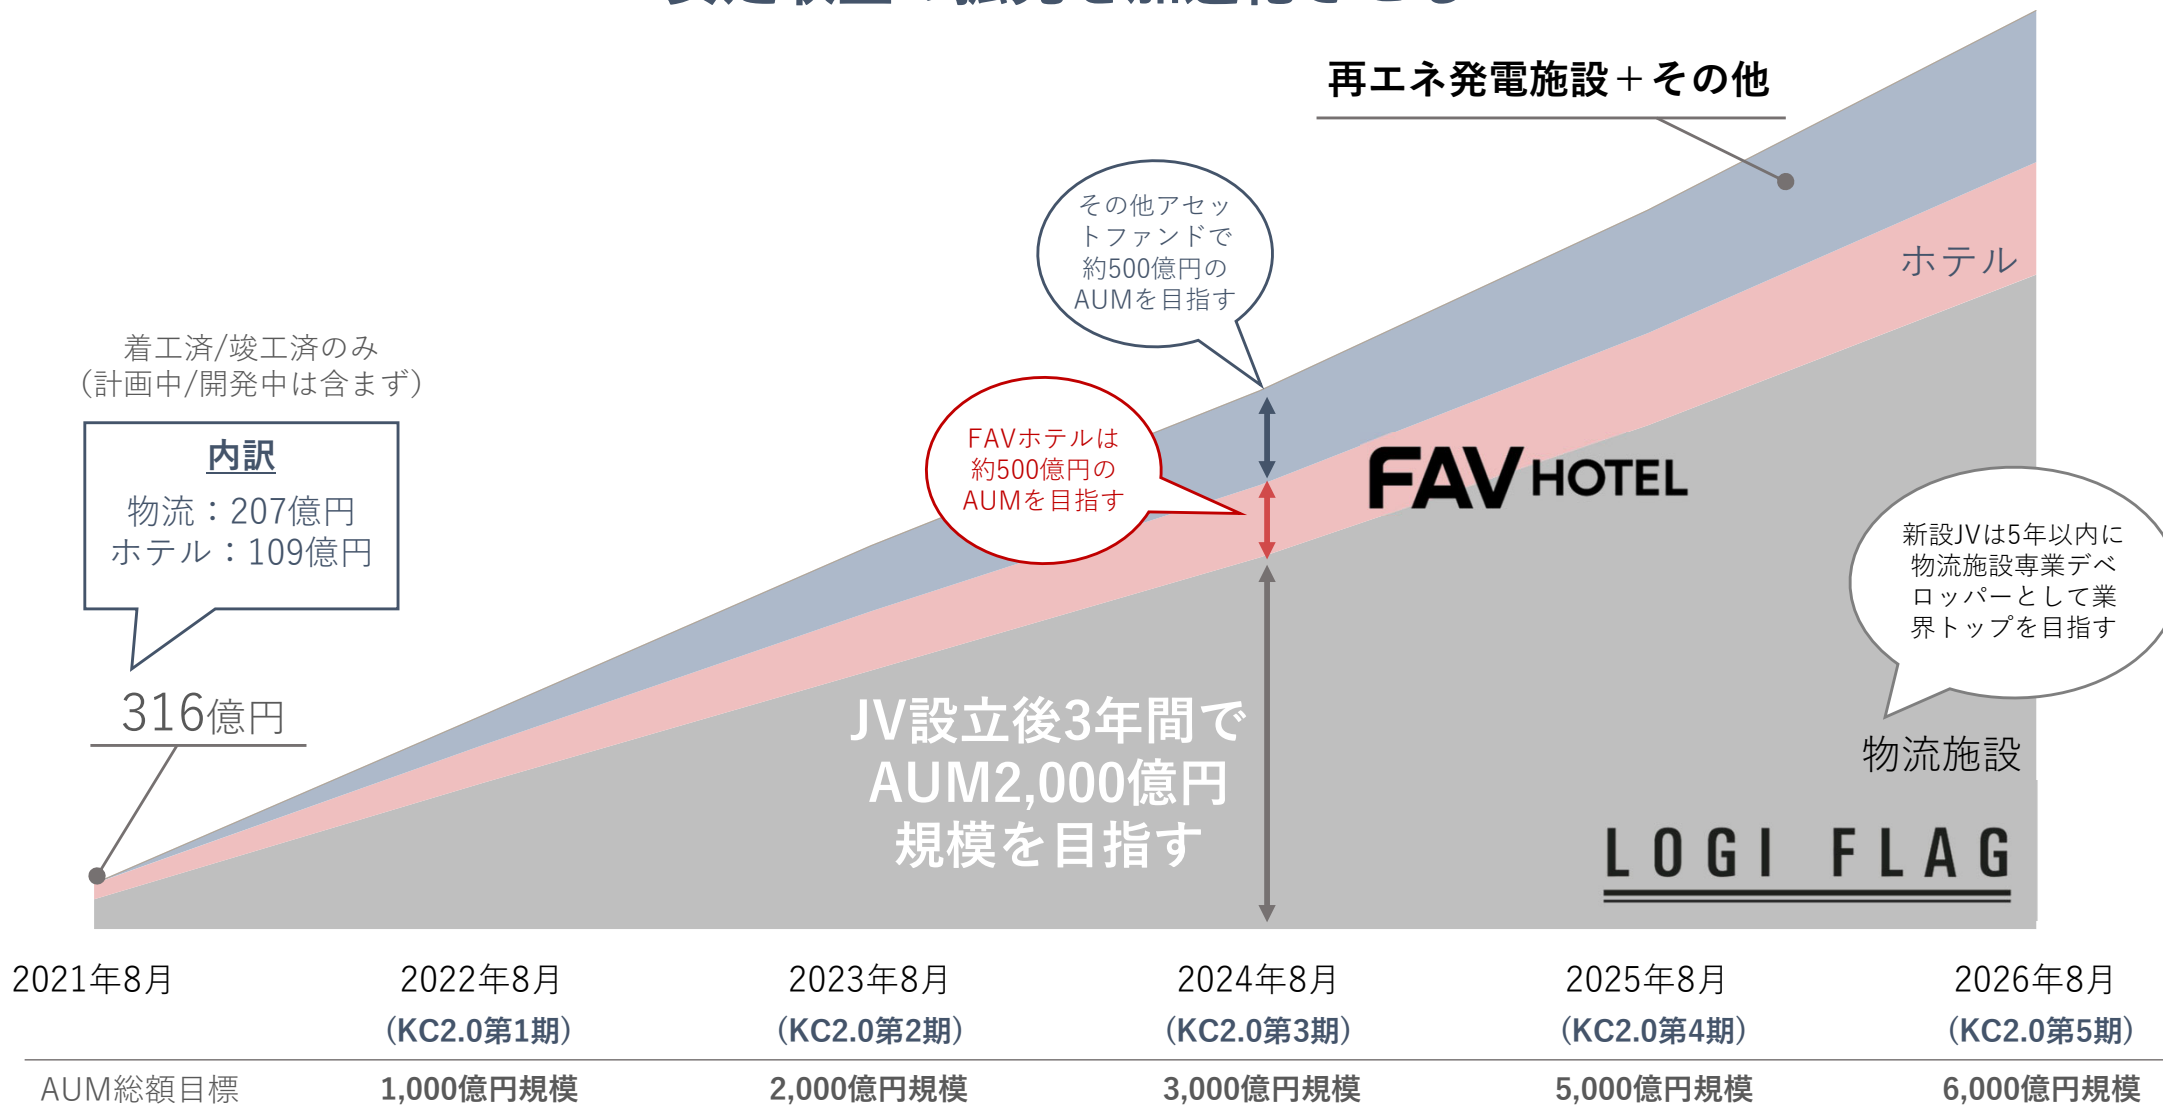 再エネ発電施設+その他
その他アセッ
トファンドで
約500億円の
AUMを目指す
ホテル
着工済/竣工済のみ
(計画中/開発中は含まず)
内訳
物流：207億円
ホテル：109億円
316億円
FAVホテルは
約500億円の
AUMを目指す
FAV HOTEL
新設JVは5年以内に
物流施設専業デベ
ロッパーとして業
界トップを目指す
JV設立後3年間で
AUM2,000億円
規模を目指す
物流施設
LOGI FLAG
2021年8月 2022年8月 2023年8月 2024年8月 2025年8月 2026年8月
(KC2.0第1期) (KC2.0第2期) (KC2.0第3期) (KC2.0第4期) (KC2.0第5期)
AUM総額目標 1,000億円規模 2,000億円規模 3,000億円規模 5,000億円規模 6,000億円規模